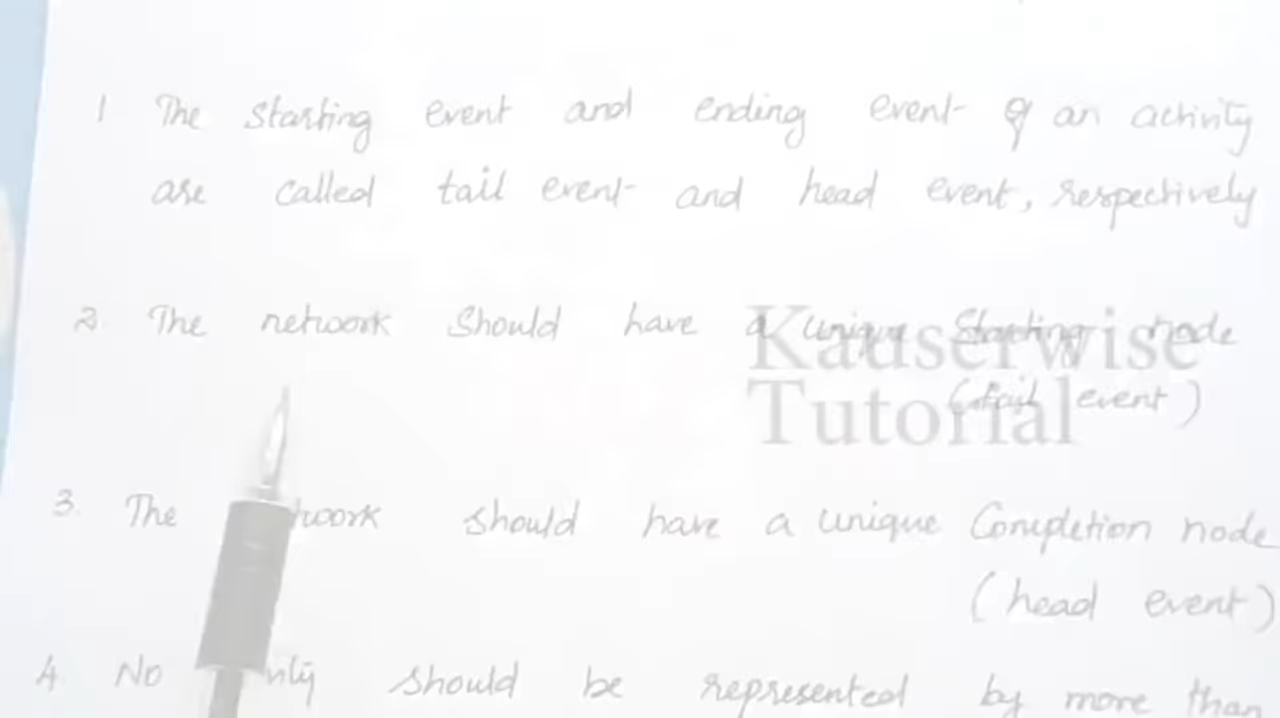 1 The starting event and ending event of an activity
are called tail event and head event, respectively
2. The network should have a unique starting node
(tail event)
Kauserwise
Tutorial
3. The should have a unique Completion node
(head event)
4. No should be represented by more than